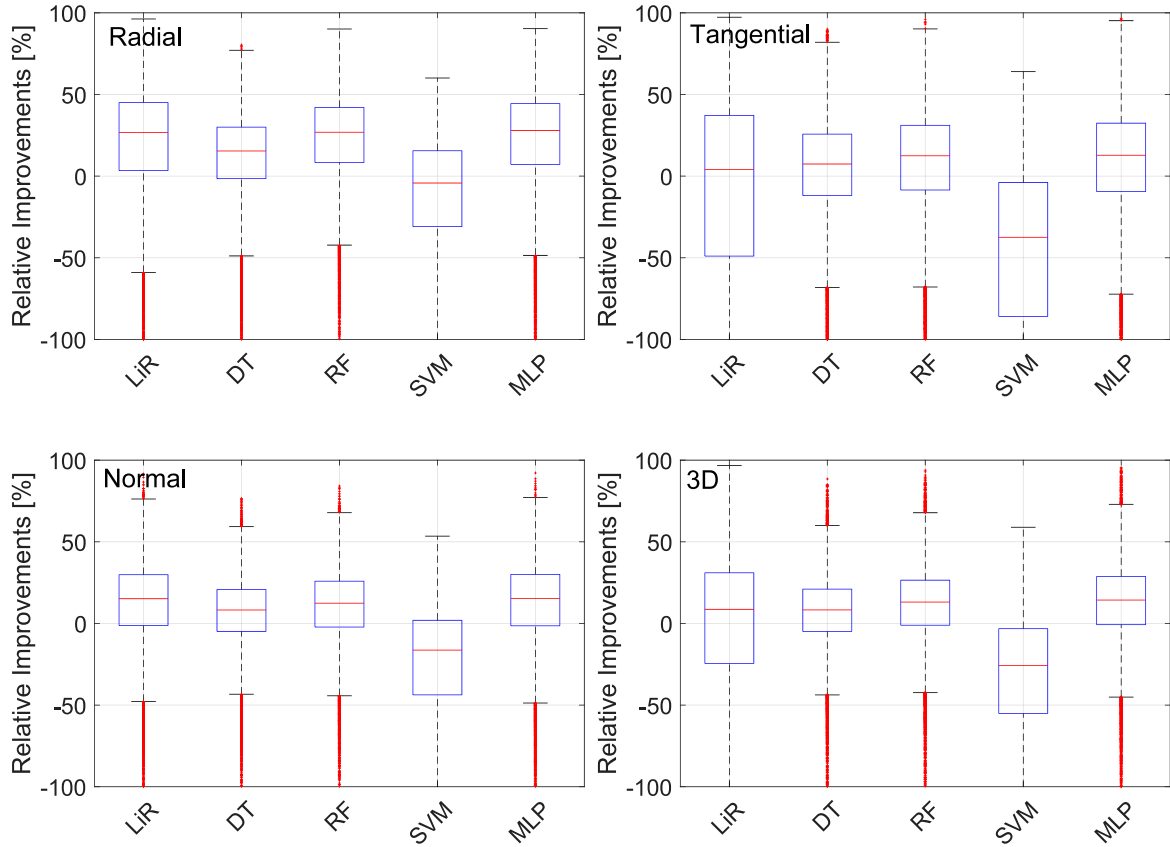 Radial
Relative Improvements [%]
100
50
0
-50
-100
LiR DT RF SVM MLP
Tangential
Relative Improvements [%]
100
50
0
-50
-100
LiR DT RF SVM MLP
Normal
Relative Improvements [%]
100
50
0
-50
-100
LiR DT RF SVM MLP
3D
Relative Improvements [%]
100
50
0
-50
-100
LiR DT RF SVM MLP